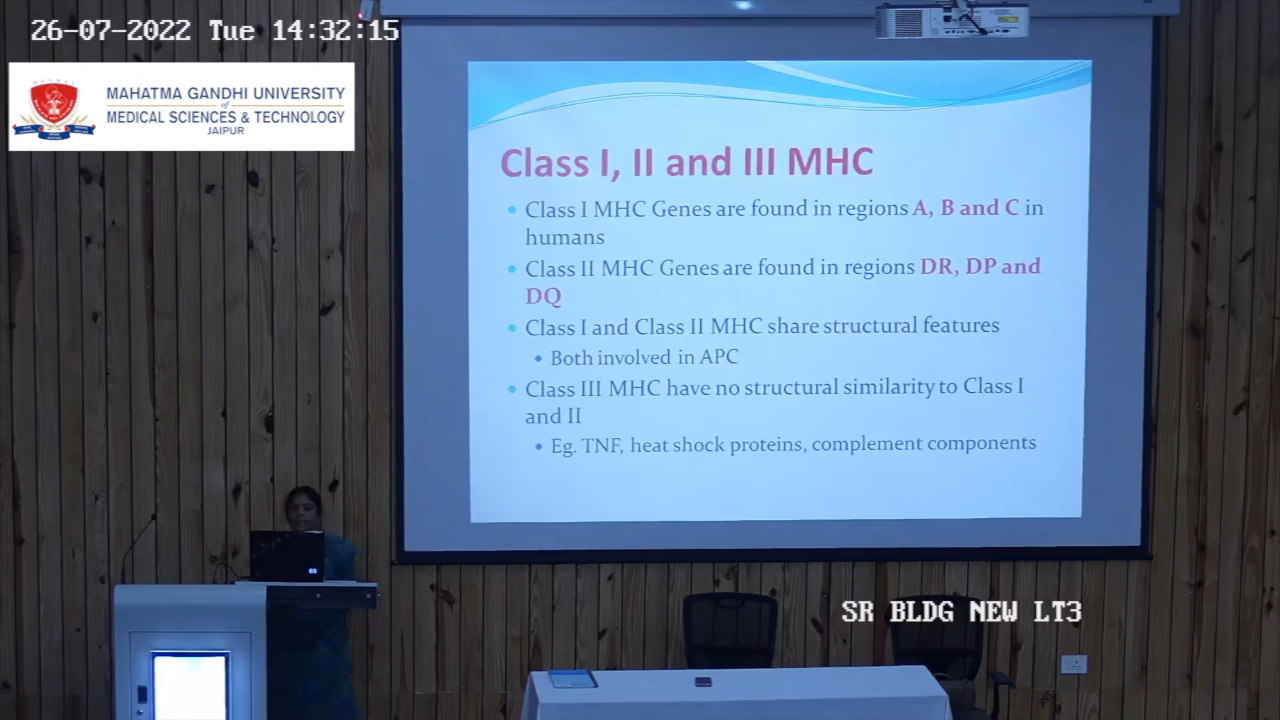 26-07-2022 Tue 14:32:15
MAHATMA GANDHI UNIVERSITY
of
MEDICAL SCIENCES & TECHNOLOGY
JAIPUR
Class I, II and III MHC
• Class I MHC Genes are found in regions A, B and C in
humans
• Class II MHC Genes are found in regions DR, DP and
DQ
• Class I and Class II MHC share structural features
• Both involved in APC
• Class III MHC have no structural similarity to Class I
and II
• Eg. TNF, heat shock proteins, complement components
hp
SR BLDG NEW LT3